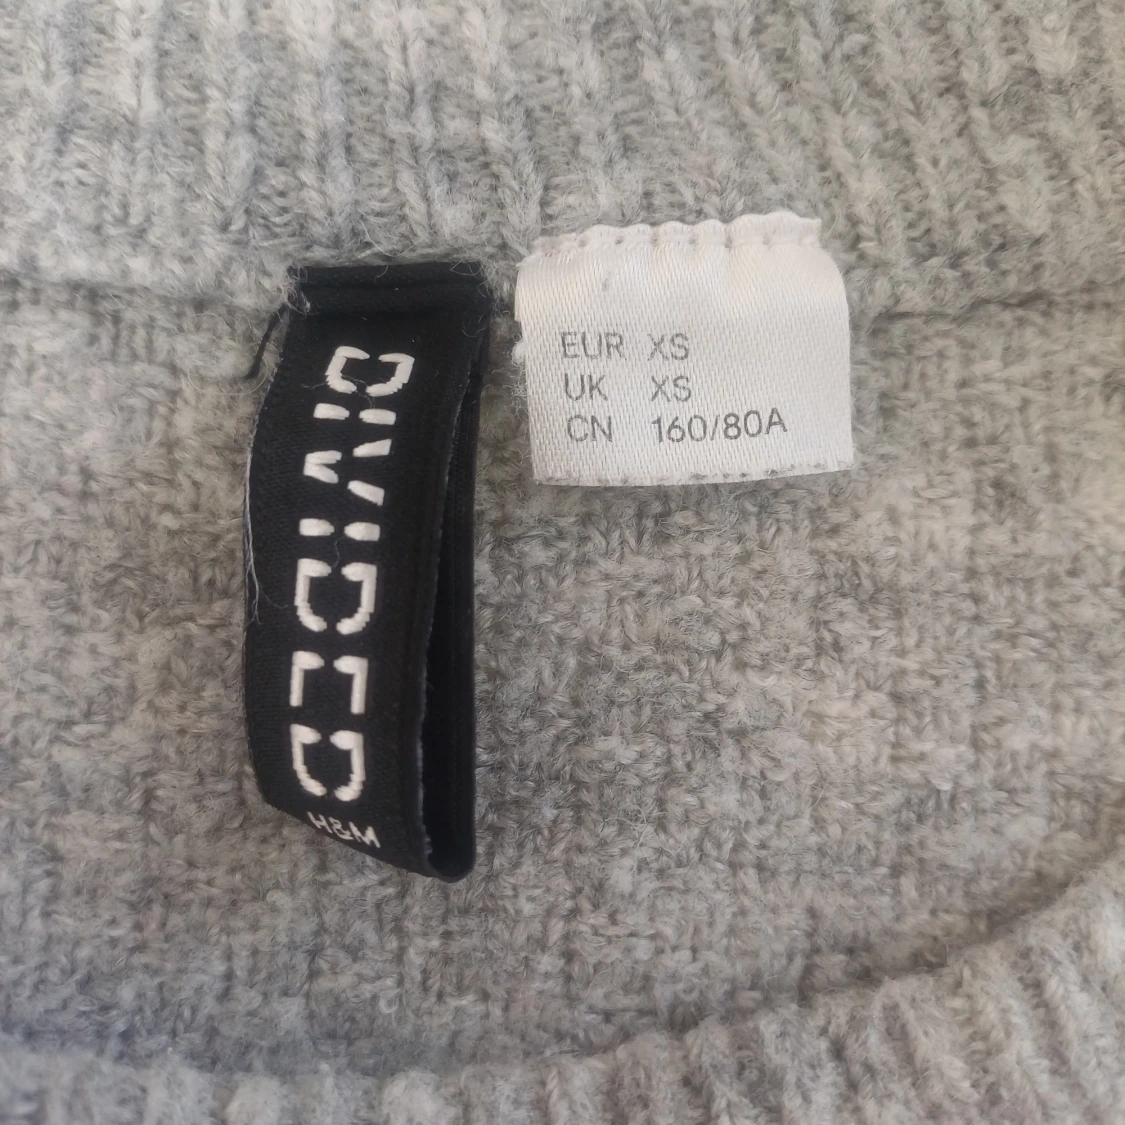 DIVIDED
H&M
EUR XS
UK XS
CN 160/80A